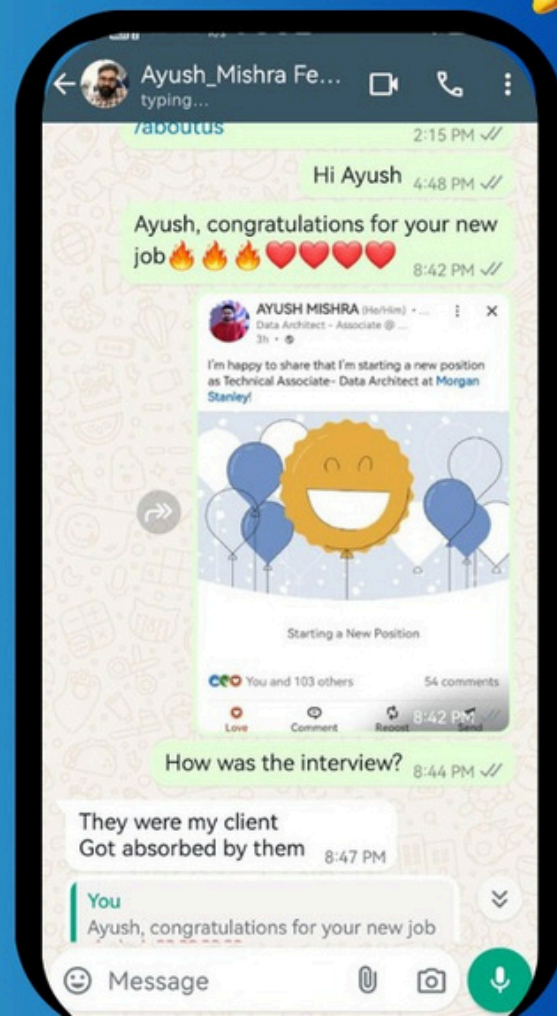 Ayush_Mishra Fe...
typing...
/aboutus
2:15 PM
Hi Ayush 4:48 PM
Ayush, congratulations for your new
job🔥🔥🔥❤️❤️❤️❤️
8:42 PM
AYUSH MISHRA (He/Him) • ...
Data Architect - Associate @ ...
3h •
I'm happy to share that I'm starting a new position
as Technical Associate- Data Architect at Morgan
Stanley!
Starting a New Position
You and 103 others 54 comments
Love Comment Repost Send
8:42 PM
How was the interview? 8:44 PM
They were my client
Got absorbed by them 8:47 PM
You
Ayush, congratulations for your new job
Message